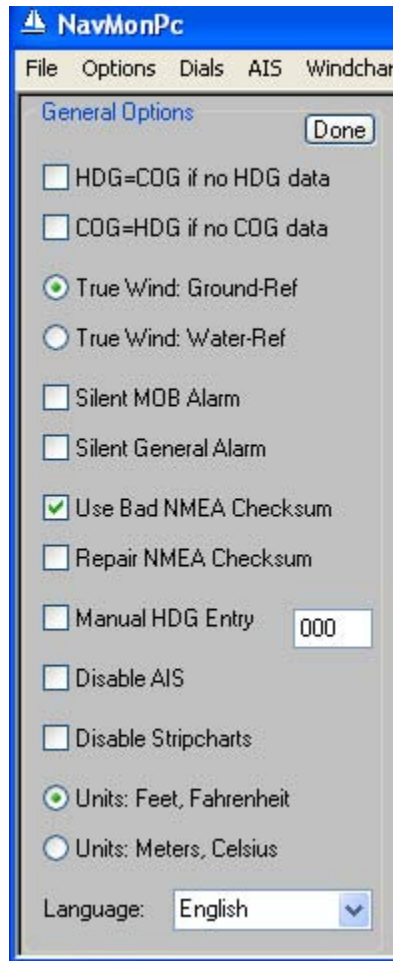 NavMonPc
File Options Dials AIS Windchar
General Options
Done
HDG=COG if no HDG data
COG=HDG if no COG data
True Wind: Ground-Ref
True Wind: Water-Ref
Silent MOB Alarm
Silent General Alarm
Use Bad NMEA Checksum
Repair NMEA Checksum
Manual HDG Entry 000
Disable AIS
Disable Stripcharts
Units: Feet, Fahrenheit
Units: Meters, Celsius
Language: English